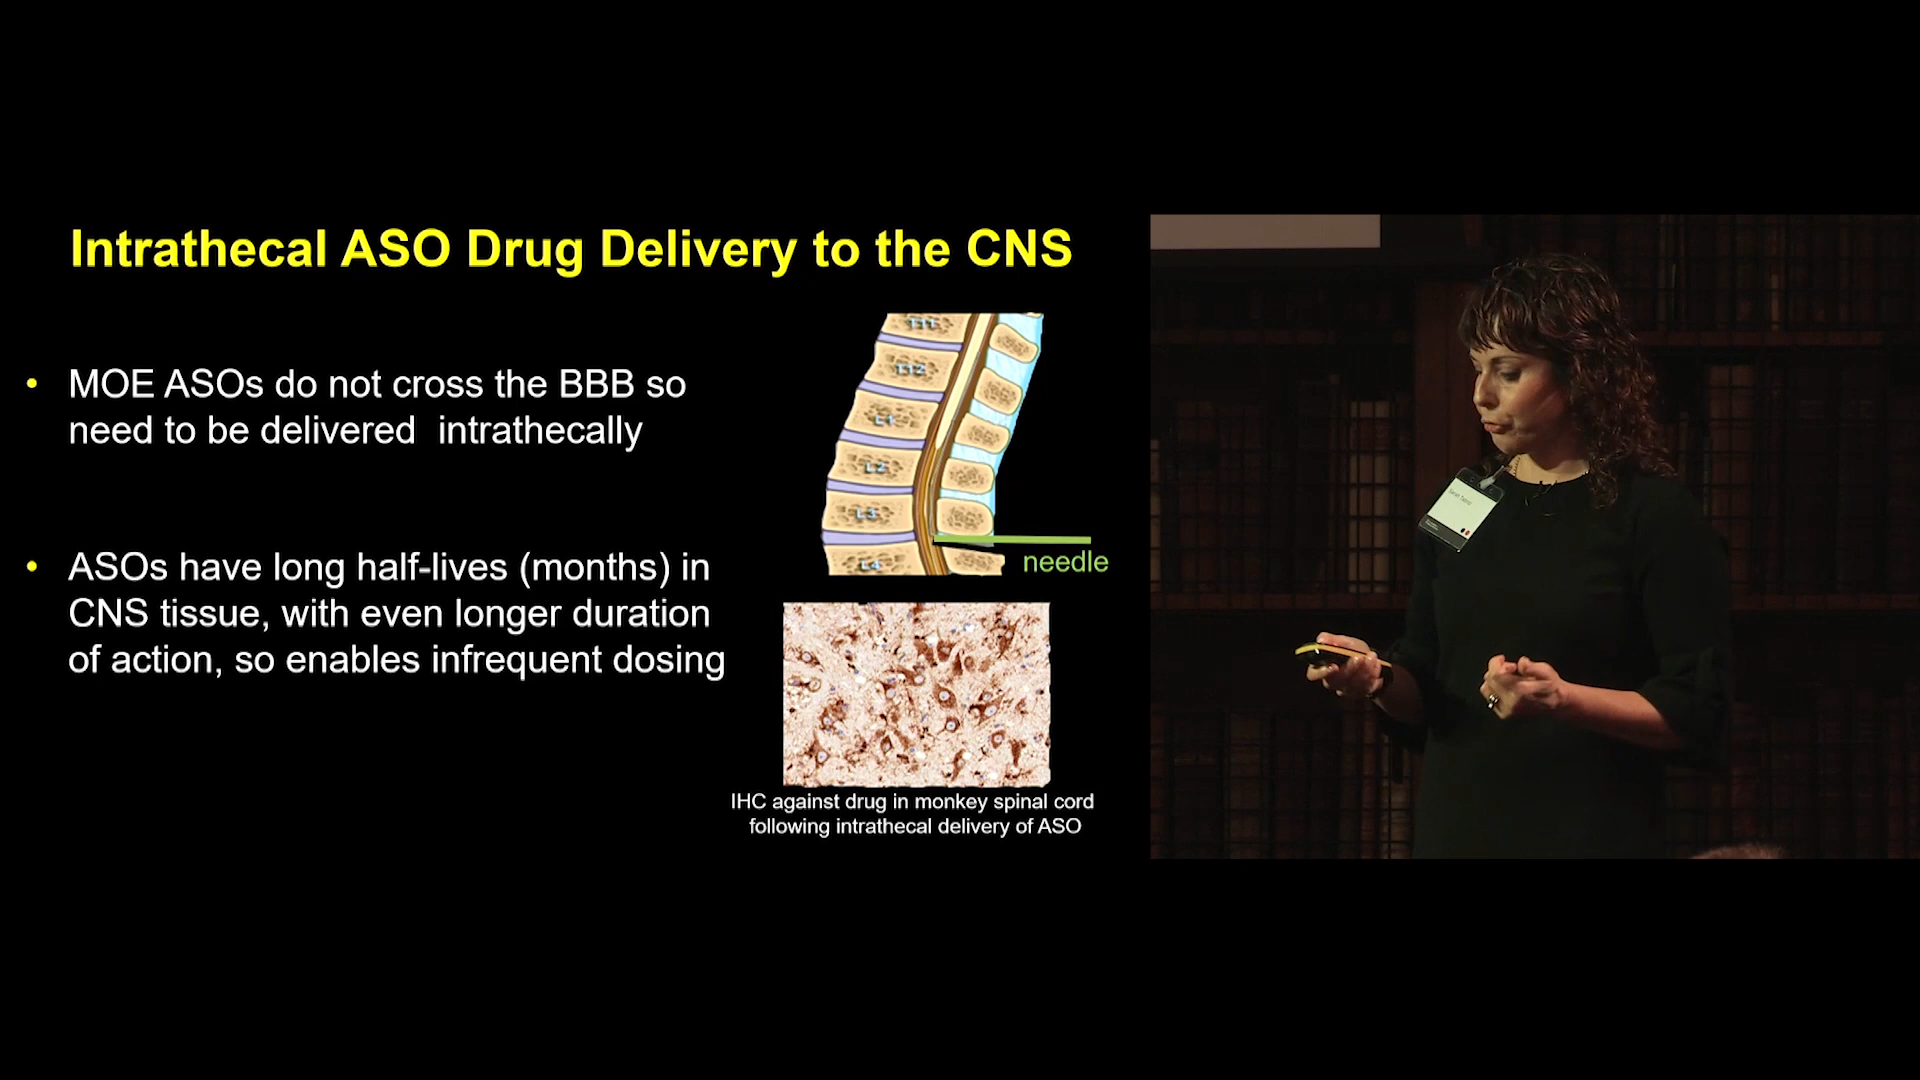 Intrathecal ASO Drug Delivery to the CNS
• MOE ASOs do not cross the BBB so
need to be delivered  intrathecally
• ASOs have long half-lives (months) in
CNS tissue, with even longer duration
of action, so enables infrequent dosing
T11
T12
L1
L2
L3
L4
needle
IHC against drug in monkey spinal cord
following intrathecal delivery of ASO